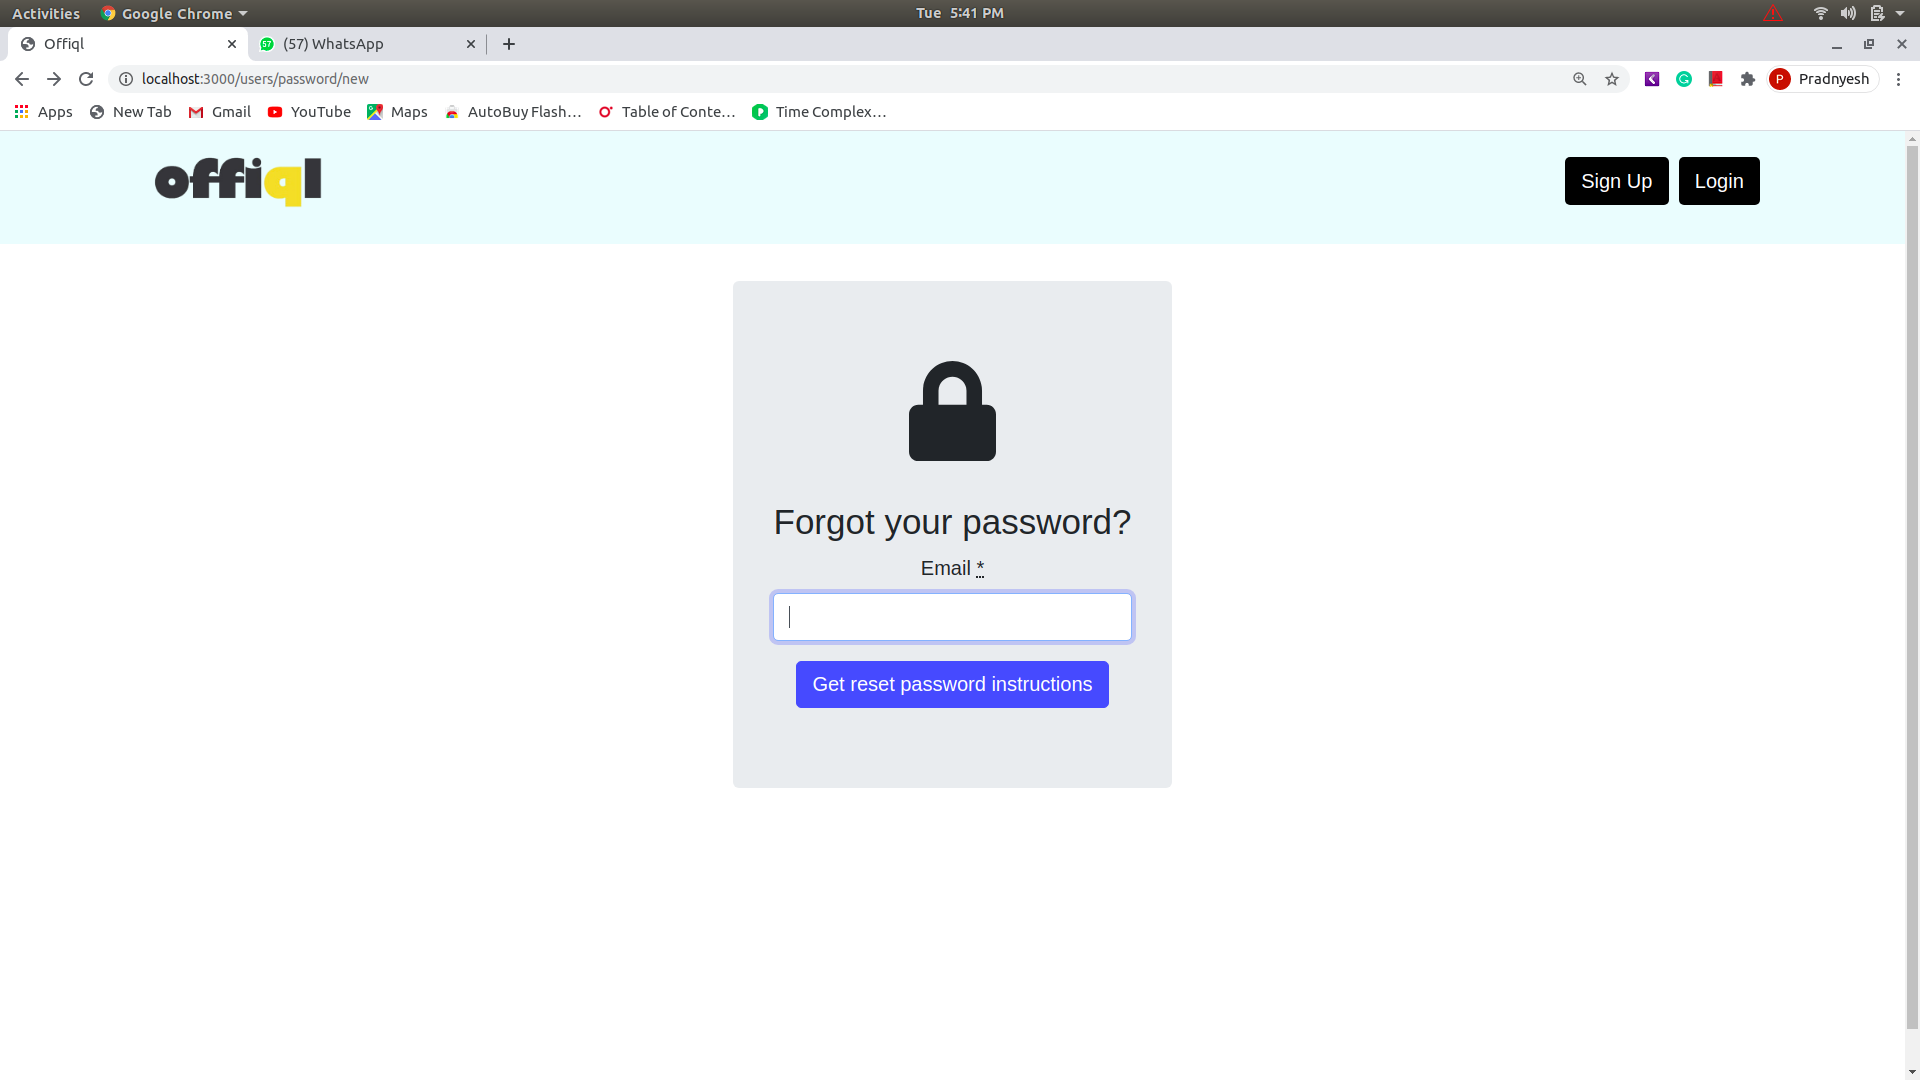 Activities Google Chrome Tue 5:41 PM
Offiql (57) WhatsApp
localhost:3000/users/password/new P Pradnyesh
Apps New Tab Gmail YouTube Maps AutoBuy Flash... Table of Conte... Time Complex...
offiql Sign Up Login
Forgot your password?
Email *
Get reset password instructions